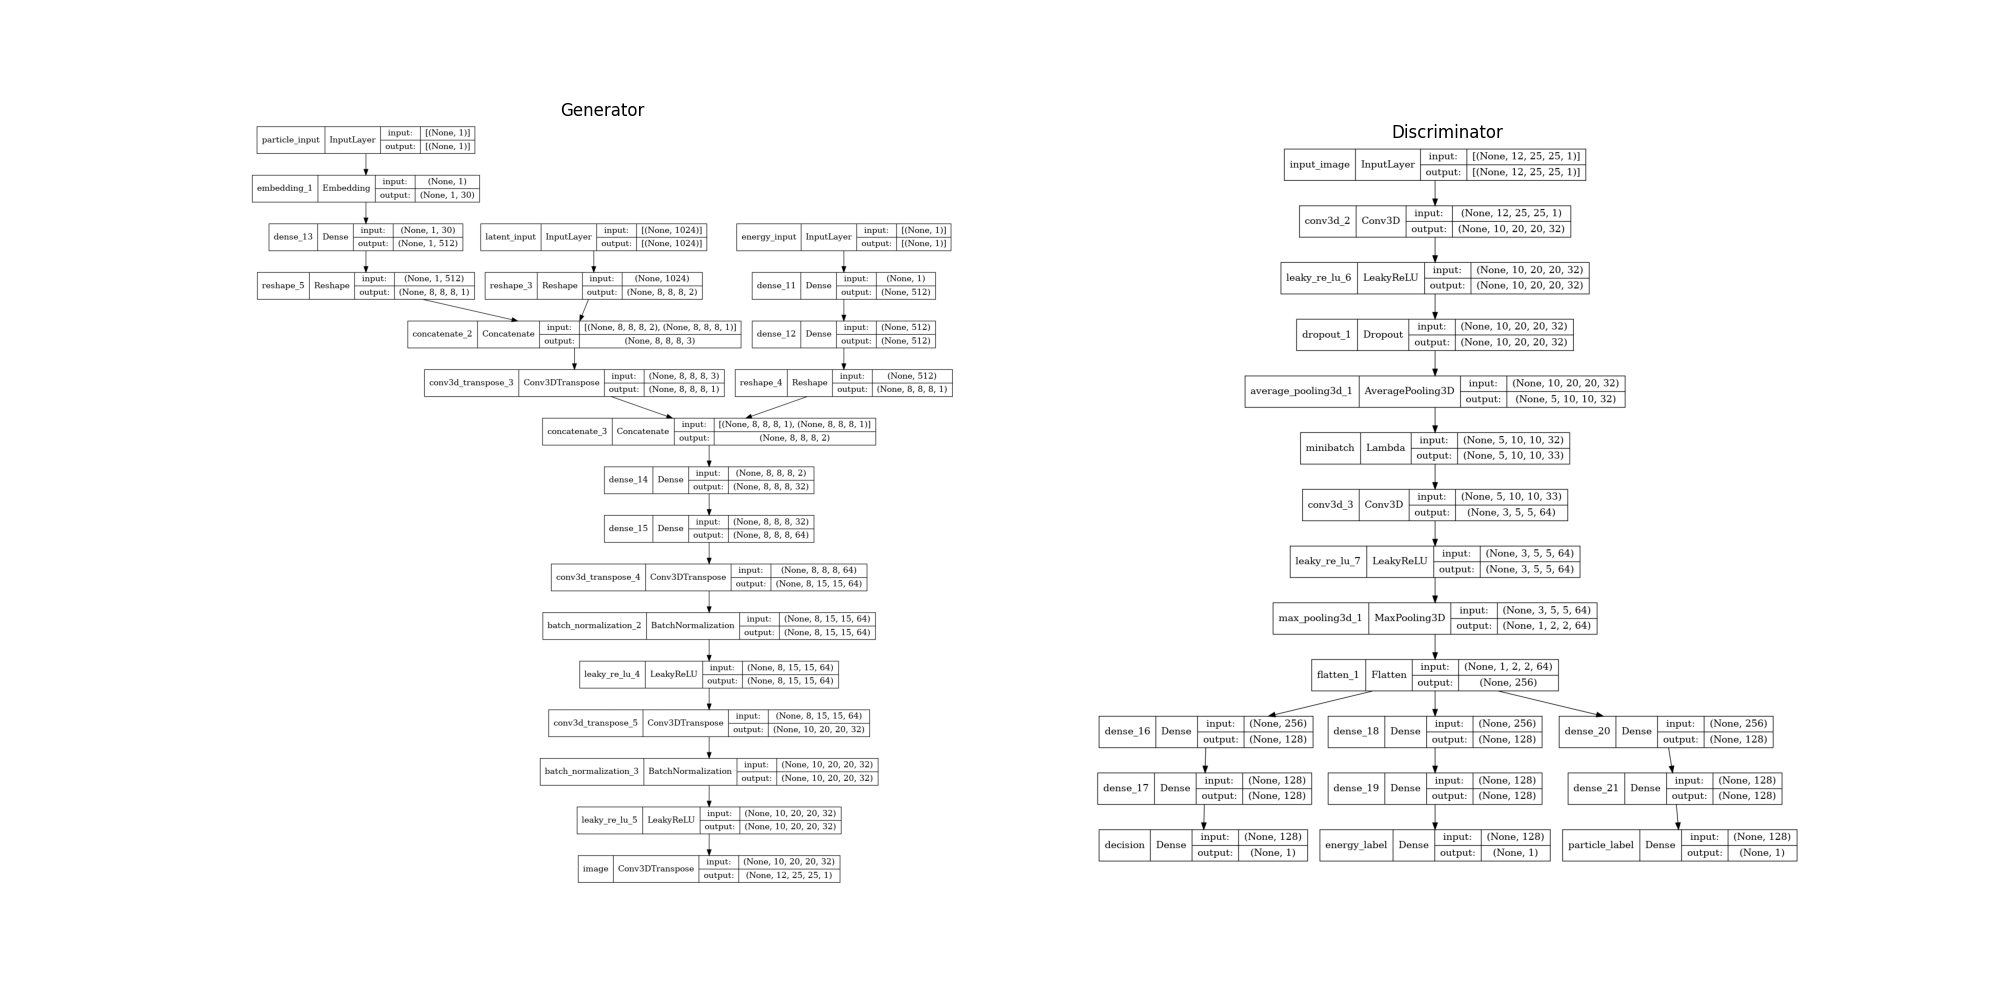 Generator
particle_input InputLayer input: [(None, 1)]
output: [(None, 1)]
embedding_1 Embedding input: (None, 1)
output: (None, 1, 30)
dense_13 Dense input: (None, 1, 30)
output: (None, 1, 512)
latent_input InputLayer input: [(None, 1024)]
output: [(None, 1024)]
energy_input InputLayer input: [(None, 1)]
output: [(None, 1)]
reshape_5 Reshape input: (None, 1, 512)
output: (None, 8, 8, 8, 1)
reshape_3 Reshape input: (None, 1024)
output: (None, 8, 8, 8, 2)
dense_11 Dense input: (None, 1)
output: (None, 512)
concatenate_2 Concatenate input: [(None, 8, 8, 8, 2), (None, 8, 8, 8, 1)]
output: (None, 8, 8, 8, 3)
dense_12 Dense input: (None, 512)
output: (None, 512)
conv3d_transpose_3 Conv3DTranspose input: (None, 8, 8, 8, 3)
output: (None, 8, 8, 8, 1)
reshape_4 Reshape input: (None, 512)
output: (None, 8, 8, 8, 1)
concatenate_3 Concatenate input: [(None, 8, 8, 8, 1), (None, 8, 8, 8, 1)]
output: (None, 8, 8, 8, 2)
dense_14 Dense input: (None, 8, 8, 8, 2)
output: (None, 8, 8, 8, 32)
dense_15 Dense input: (None, 8, 8, 8, 32)
output: (None, 8, 8, 8, 64)
conv3d_transpose_4 Conv3DTranspose input: (None, 8, 8, 8, 64)
output: (None, 8, 15, 15, 64)
batch_normalization_2 BatchNormalization input: (None, 8, 15, 15, 64)
output: (None, 8, 15, 15, 64)
leaky_re_lu_4 LeakyReLU input: (None, 8, 15, 15, 64)
output: (None, 8, 15, 15, 64)
conv3d_transpose_5 Conv3DTranspose input: (None, 8, 15, 15, 64)
output: (None, 10, 20, 20, 32)
batch_normalization_3 BatchNormalization input: (None, 10, 20, 20, 32)
output: (None, 10, 20, 20, 32)
leaky_re_lu_5 LeakyReLU input: (None, 10, 20, 20, 32)
output: (None, 10, 20, 20, 32)
image Conv3DTranspose input: (None, 10, 20, 20, 32)
output: (None, 12, 25, 25, 1)
Discriminator
input_image InputLayer input: [(None, 12, 25, 25, 1)]
output: [(None, 12, 25, 25, 1)]
conv3d_2 Conv3D input: (None, 12, 25, 25, 1)
output: (None, 10, 20, 20, 32)
leaky_re_lu_6 LeakyReLU input: (None, 10, 20, 20, 32)
output: (None, 10, 20, 20, 32)
dropout_1 Dropout input: (None, 10, 20, 20, 32)
output: (None, 10, 20, 20, 32)
average_pooling3d_1 AveragePooling3D input: (None, 10, 20, 20, 32)
output: (None, 5, 10, 10, 32)
minibatch Lambda input: (None, 5, 10, 10, 32)
output: (None, 5, 10, 10, 33)
conv3d_3 Conv3D input: (None, 5, 10, 10, 33)
output: (None, 3, 5, 5, 64)
leaky_re_lu_7 LeakyReLU input: (None, 3, 5, 5, 64)
output: (None, 3, 5, 5, 64)
max_pooling3d_1 MaxPooling3D input: (None, 3, 5, 5, 64)
output: (None, 1, 2, 2, 64)
flatten_1 Flatten input: (None, 1, 2, 2, 64)
output: (None, 256)
dense_16 Dense input: (None, 256)
output: (None, 128)
dense_18 Dense input: (None, 256)
output: (None, 128)
dense_20 Dense input: (None, 256)
output: (None, 128)
dense_17 Dense input: (None, 128)
output: (None, 128)
dense_19 Dense input: (None, 128)
output: (None, 128)
dense_21 Dense input: (None, 128)
output: (None, 128)
decision Dense input: (None, 128)
output: (None, 1)
energy_label Dense input: (None, 128)
output: (None, 1)
particle_label Dense input: (None, 128)
output: (None, 1)